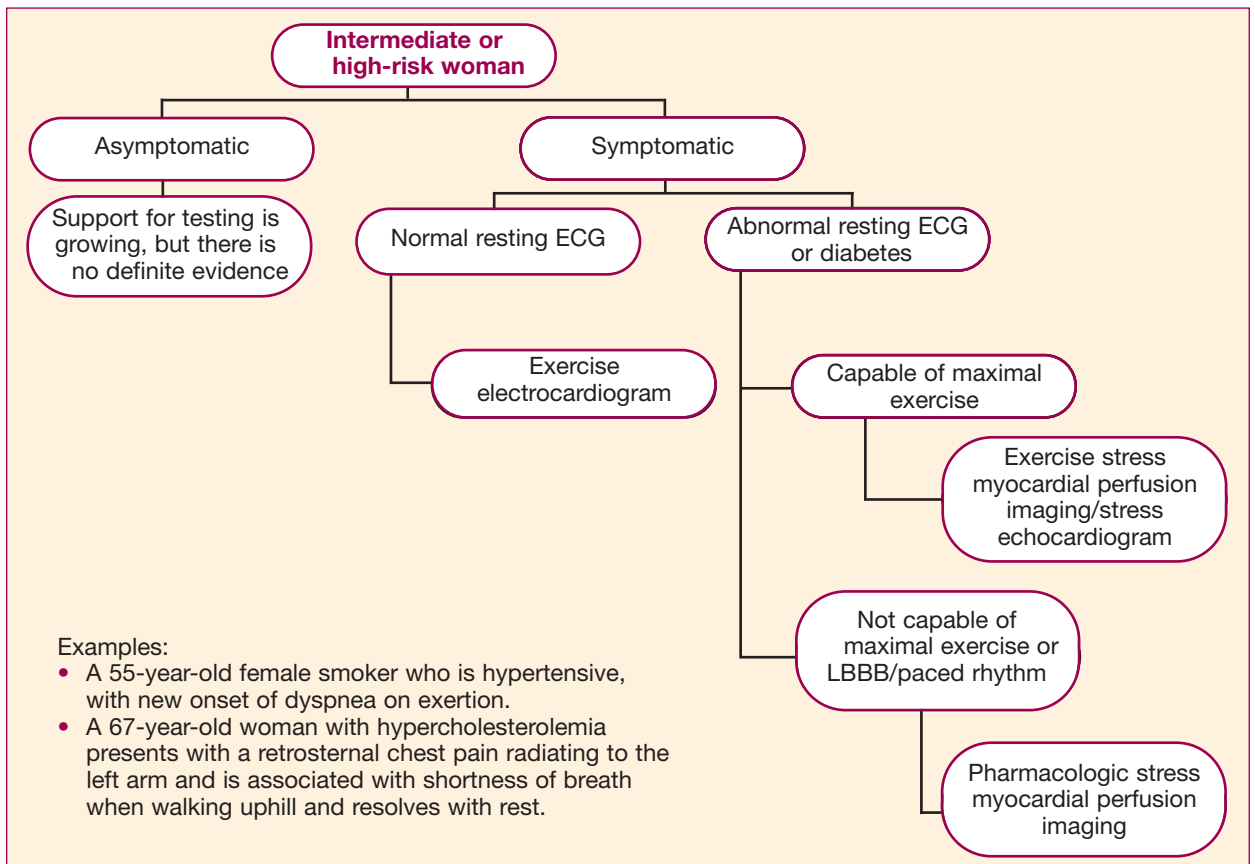 Intermediate or
high-risk woman
Asymptomatic
Symptomatic
Support for testing is
growing, but there is
no definite evidence
Normal resting ECG
Abnormal resting ECG
or diabetes
Exercise
electrocardiogram
Capable of maximal
exercise
Exercise stress
myocardial perfusion
imaging/stress
echocardiogram
Not capable of
maximal exercise or
LBBB/paced rhythm
Pharmacologic stress
myocardial perfusion
imaging
Examples:
• A 55-year-old female smoker who is hypertensive,
with new onset of dyspnea on exertion.
• A 67-year-old woman with hypercholesterolemia
presents with a retrosternal chest pain radiating to the
left arm and is associated with shortness of breath
when walking uphill and resolves with rest.